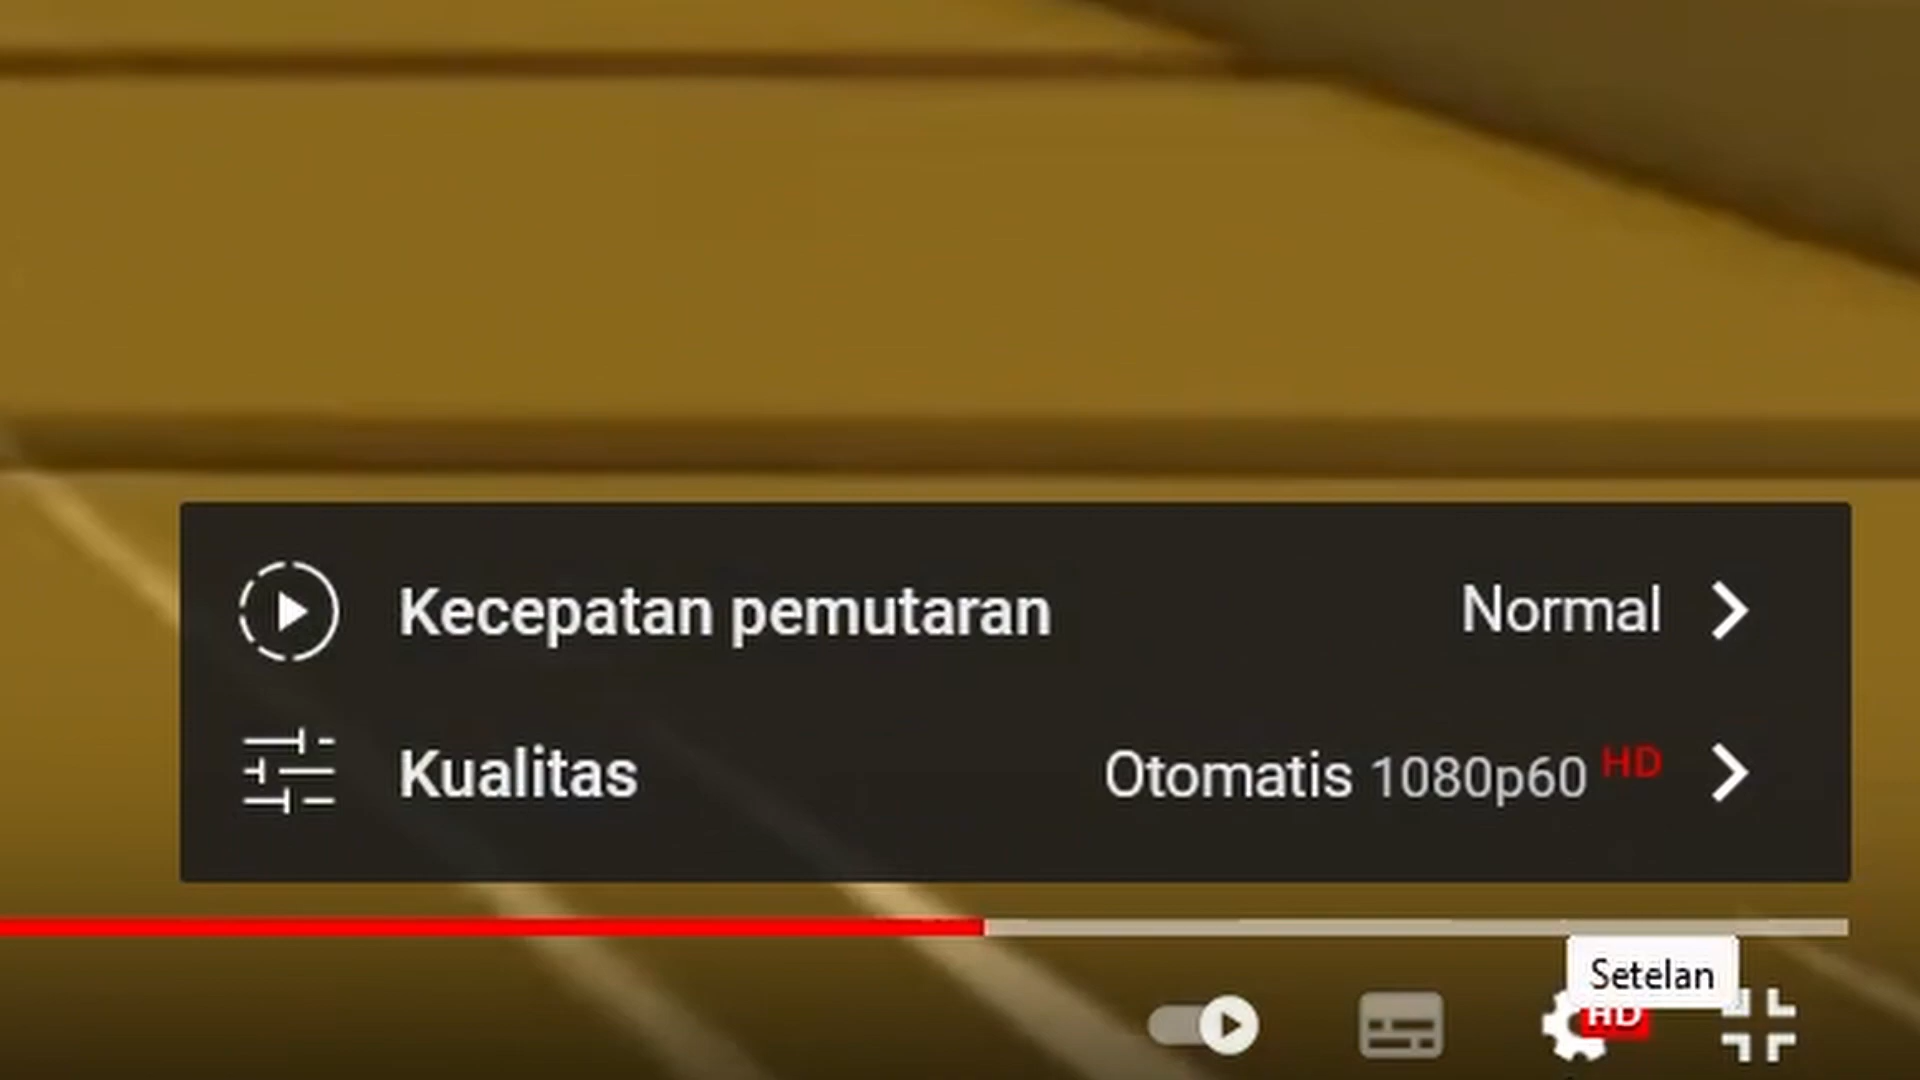 Kecepatan pemutaran Normal
Kualitas Otomatis 1080p60 HD
Setelan
HD